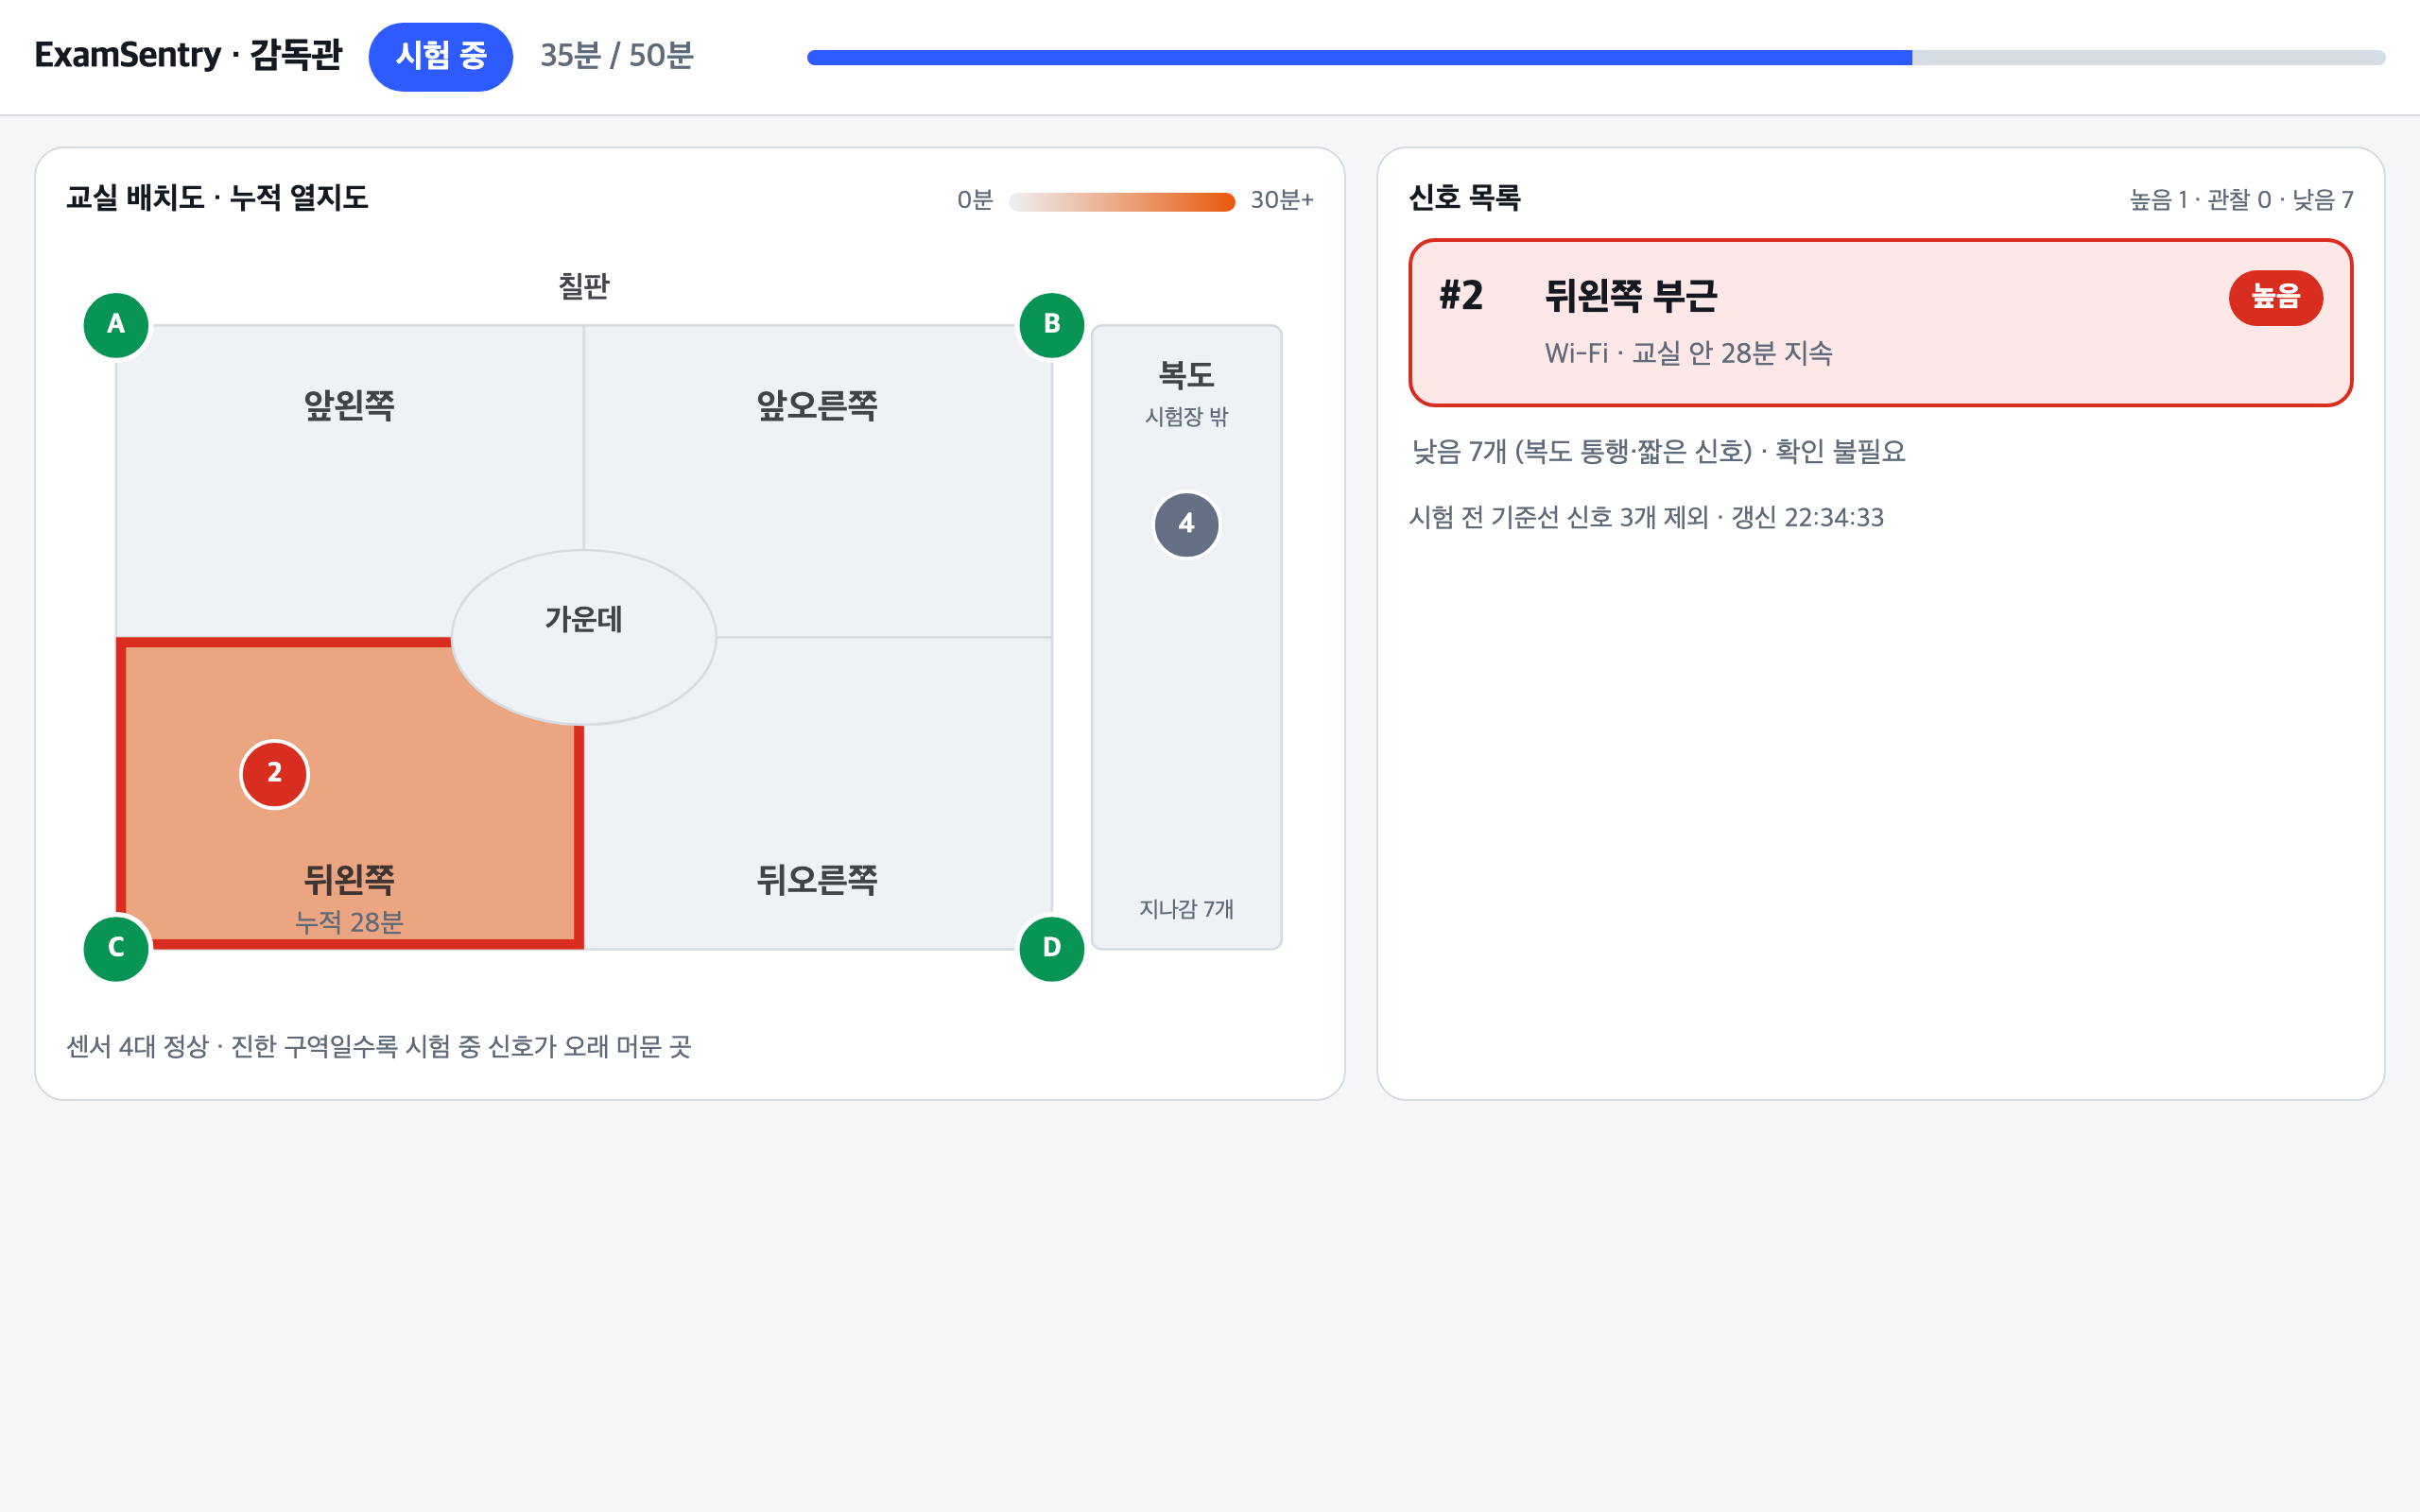 ExamSentry · 감독관
시험 중
35분 / 50분
교실 배치도 · 누적 열지도
0분
30분+
칠판
A
B
앞왼쪽
앞오른쪽
복도
시험장 밖
4
가운데
2
뒤왼쪽
누적 28분
뒤오른쪽
지나감 7개
C
D
센서 4대 정상 · 진한 구역일수록 시험 중 신호가 오래 머문 곳
신호 목록
높음 1 · 관찰 0 · 낮음 7
#2
뒤왼쪽 부근
높음
Wi-Fi · 교실 안 28분 지속
낮음 7개 (복도 통행·짧은 신호) · 확인 불필요
시험 전 기준선 신호 3개 제외 · 갱신 22:34:33